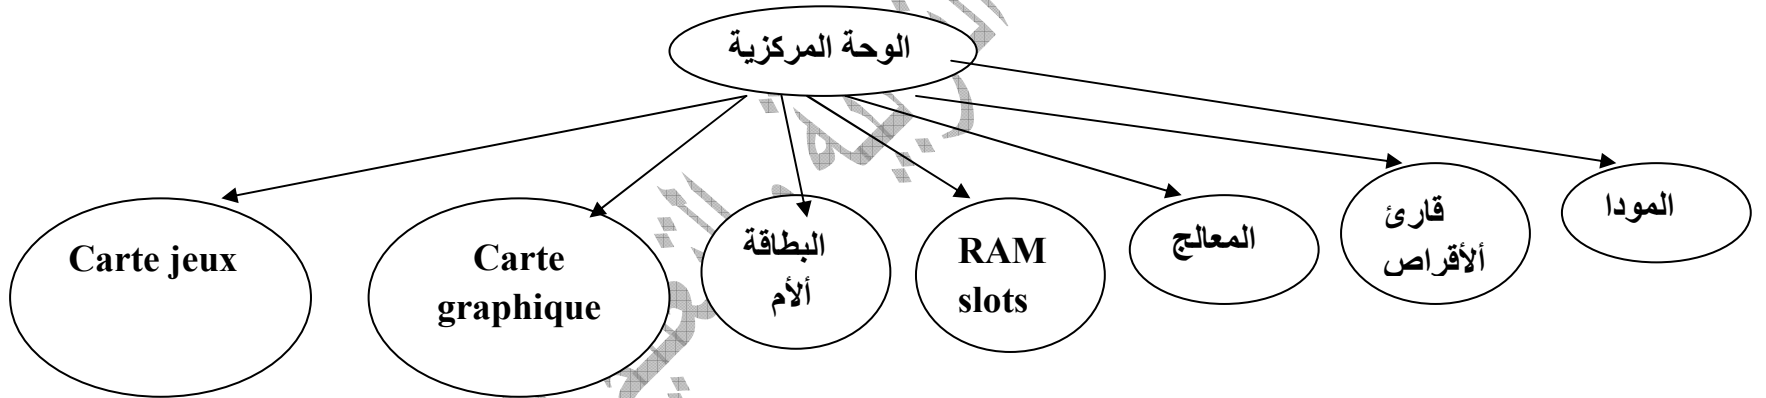 الوحة المركزية
المودا
قارئ
ألأقراص
المعالج
RAM
slots
البطاقة
ألأم
Carte
graphique
Carte jeux